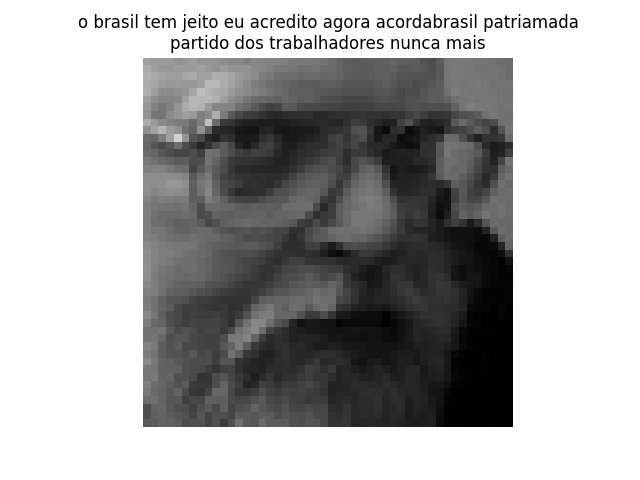 o brasil tem jeito eu acredito agora acordabrasil patriamada
partido dos trabalhadores nunca mais